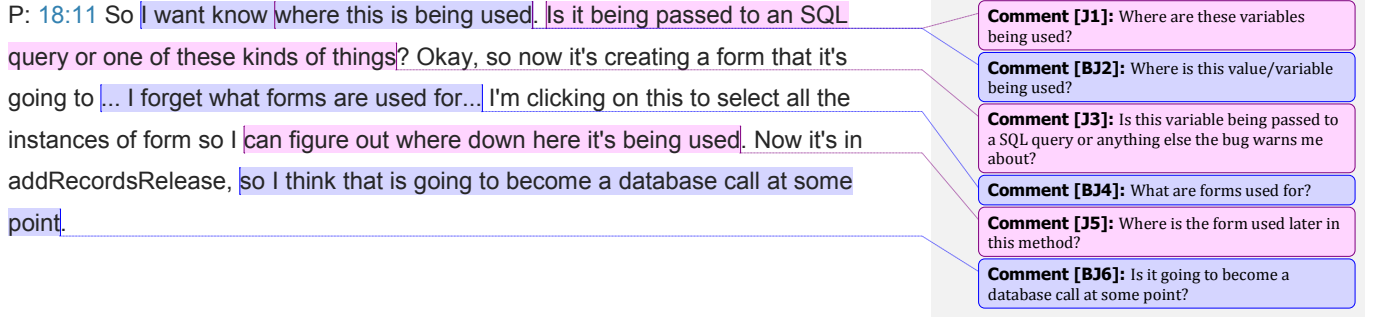 P: 18:11 So I want know where this is being used. Is it being passed to an SQL
query or one of these kinds of things? Okay, so now it's creating a form that it's
going to ... I forget what forms are used for... I'm clicking on this to select all the
instances of form so I can figure out where down here it's being used. Now it's in
addRecordsRelease, so I think that is going to become a database call at some
point.
Comment [J1]: Where are these variables
being used?
Comment [BJ2]: Where is this value/variable
being used?
Comment [J3]: Is this variable being passed to
a SQL query or anything else the bug warns me
about?
Comment [BJ4]: What are forms used for?
Comment [J5]: Where is the form used later in
this method?
Comment [BJ6]: Is it going to become a
database call at some point?